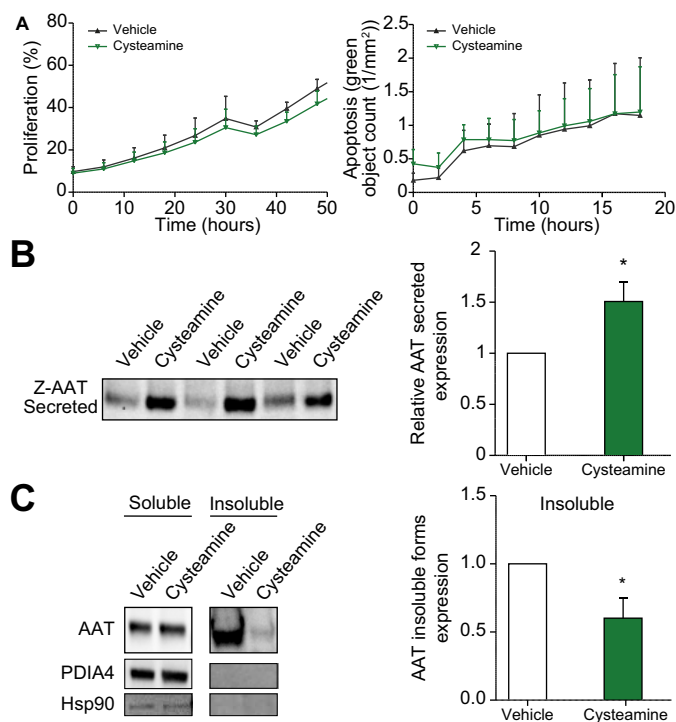 A
Proliferation (%)
80
60
40
20
0
0
10
20
30
40
50
Time (hours)
Vehicle
Cysteamine
Apoptosis (green
object count (1/mm²))
2.5
2
1.5
1
0.5
0
0
5
10
15
20
Time (hours)
Vehicle
Cysteamine
B
Vehicle
Cysteamine
Vehicle
Cysteamine
Vehicle
Cysteamine
Z-AAT
Secreted
Relative AAT secreted
expression
2
1.5
1
0.5
0
*
Vehicle
Cysteamine
C
Soluble
Insoluble
Vehicle
Cysteamine
Vehicle
Cysteamine
AAT
PDIA4
Hsp90
AAT insoluble forms
expression
Insoluble
1.5
1.0
0.5
0.0
*
Vehicle
Cysteamine